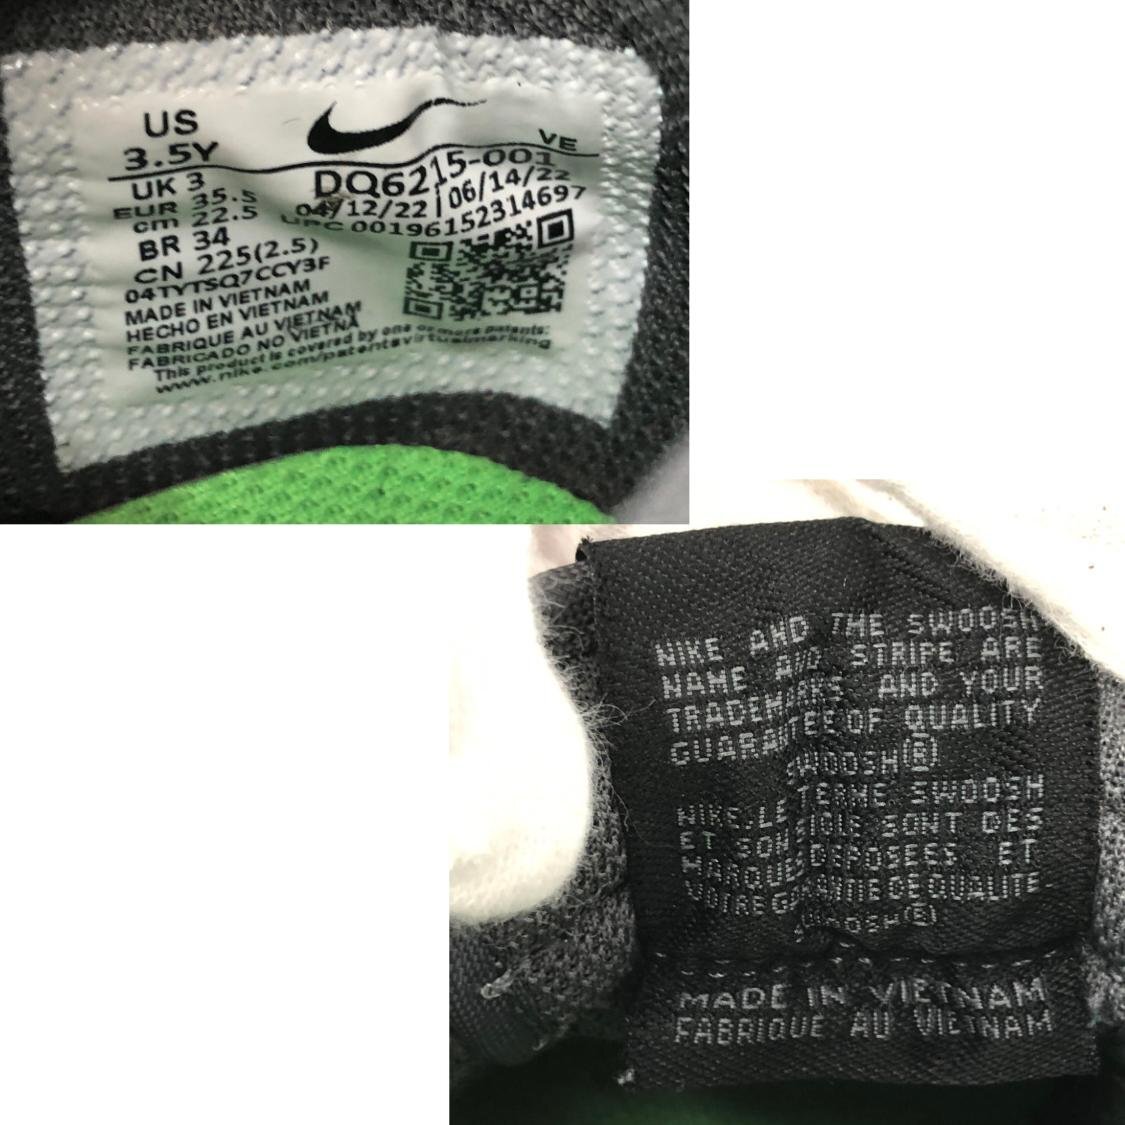 US
3.5Y
VE
UK 3
EUR 35.5
cm 22.5
BR 34
CN 225(2.5)
DQ6215-001
04/12/22 | 06/14/22
UPC 00196152314697
04TYTSQ7CCY3F
MADE IN VIETNAM
HECHO EN VIETNAM
FABRIQUE AU VIETNAM
FABRICADO NO VIETNA
This product is covered by one or more patents:
www.nike.com/patentsvirtualmarking
NIKE AND THE SWOOSH
NAME AND STRIPE ARE
TRADEMARKS AND YOUR
GUARANTEE OF QUALITY
SWOOSH®
NIKE, LE TERME SWOOSH
ET SON SIGLE SONT DES
MARQUES DEPOSEES ET
VOTRE GARANTIE DE QUALITE
SWOOSH®
MADE IN VIETNAM
FABRIQUE AU VIETNAM